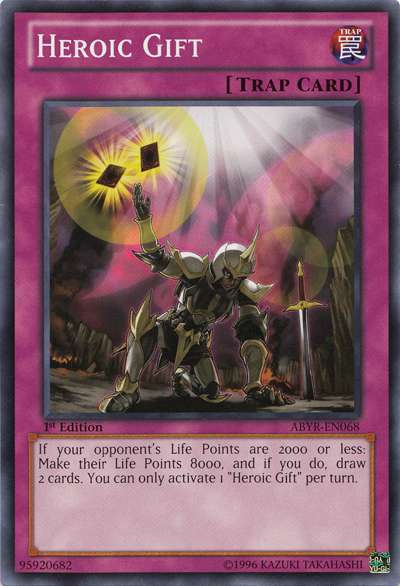 HEROIC GIFT
TRAP
罠
[TRAP CARD]
1st Edition
ABYR-EN068
If your opponent's Life Points are 2000 or less:
Make their Life Points 8000, and if you do, draw
2 cards. You can only activate 1 "Heroic Gift" per turn.
95920682
©1996 KAZUKI TAKAHASHI